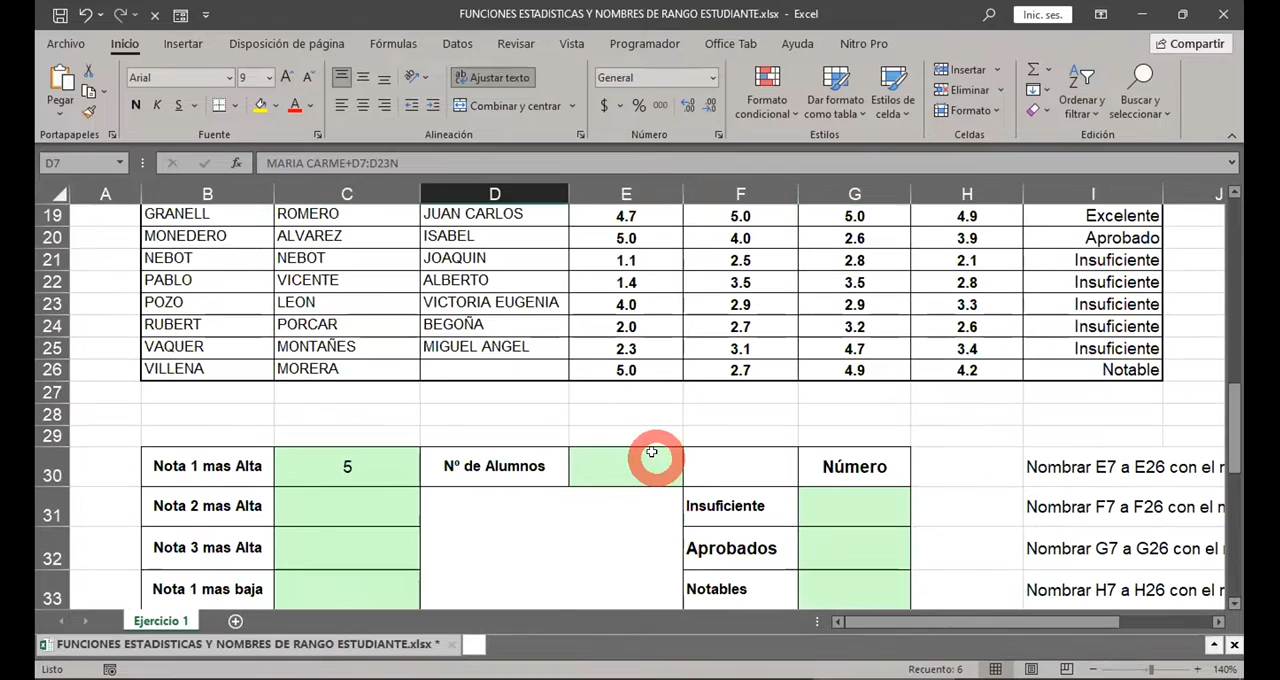 FUNCIONES ESTADISTICAS Y NOMBRES DE RANGO ESTUDIANTE.xlsx - Excel
Inic. ses.
Archivo Inicio Insertar Disposición de página Fórmulas Datos Revisar Vista Programador Office Tab Ayuda Nitro Pro
Compartir
Pegar
Arial 9
N K S
Ajustar texto
Combinar y centrar
General
$ % 000
Formato condicional
Dar formato como tabla
Estilos de celda
Insertar
Eliminar
Formato
Ordenar y filtrar
Buscar y seleccionar
Portapapeles Fuente Alineación Número Estilos Celdas Edición
D7 fx MARIA CARME+D7:D23N
A B C D E F G H I J
19 GRANELL ROMERO JUAN CARLOS 4.7 5.0 5.0 4.9 Excelente
20 MONEDERO ALVAREZ ISABEL 5.0 4.0 2.6 3.9 Aprobado
21 NEBOT NEBOT JOAQUIN 1.1 2.5 2.8 2.1 Insuficiente
22 PABLO VICENTE ALBERTO 1.4 3.5 3.5 2.8 Insuficiente
23 POZO LEON VICTORIA EUGENIA 4.0 2.9 2.9 3.3 Insuficiente
24 RUBERT PORCAR BEGOÑA 2.0 2.7 3.2 2.6 Insuficiente
25 VAQUER MONTAÑES MIGUEL ANGEL 2.3 3.1 4.7 3.4 Insuficiente
26 VILLENA MORERA 5.0 2.7 4.9 4.2 Notable
27
28
29
30 Nota 1 mas Alta 5 Nº de Alumnos Número Nombrar E7 a E26 con el
31 Nota 2 mas Alta Insuficiente Nombrar F7 a F26 con el
32 Nota 3 mas Alta Aprobados Nombrar G7 a G26 con el
33 Nota 1 mas baja Notables Nombrar H7 a H26 con el
Ejercicio 1
FUNCIONES ESTADISTICAS Y NOMBRES DE RANGO ESTUDIANTE.xlsx *
Listo Recuento: 6 140%